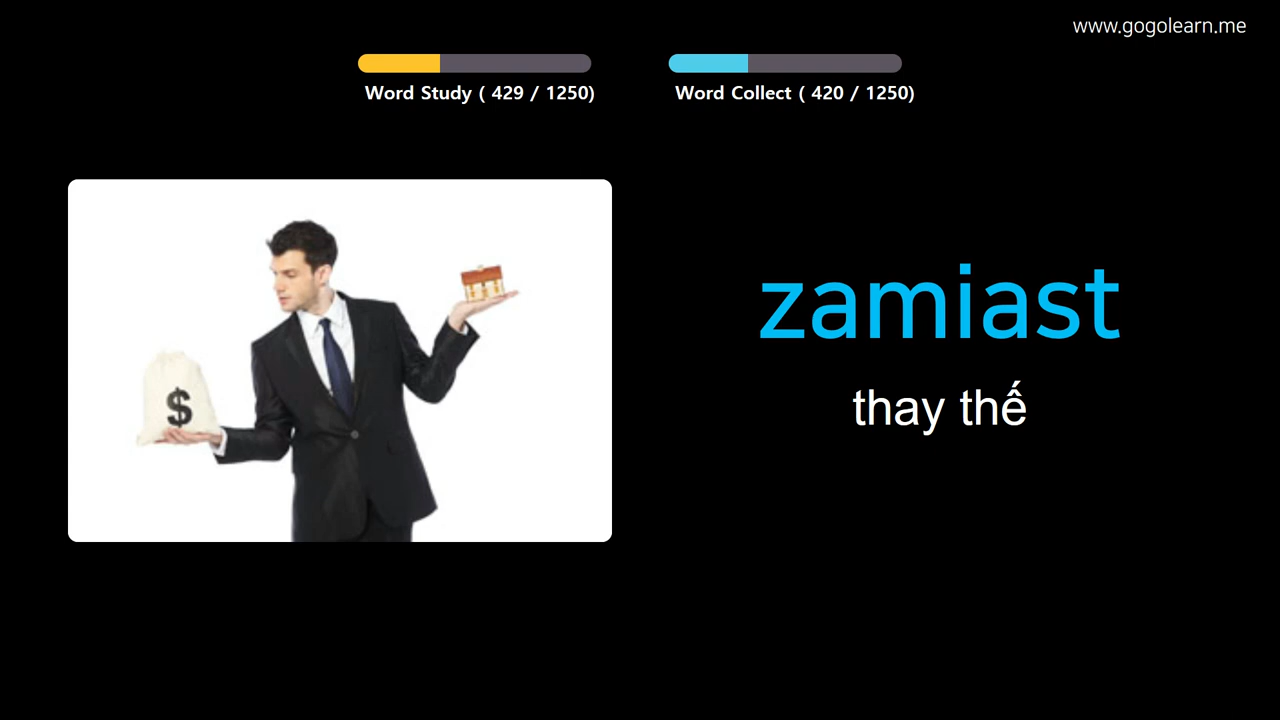 www.gogolearn.me
Word Study ( 429 / 1250)
Word Collect ( 420 / 1250)
$
zamiast
thay thế